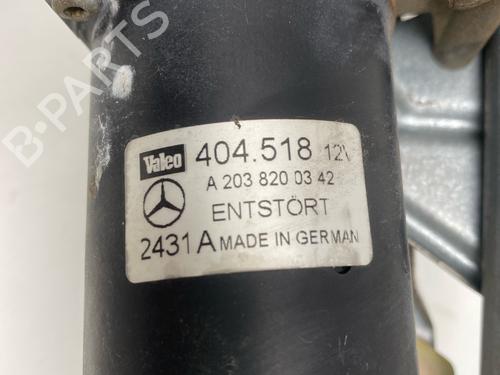 B-PARTS
Valeo 404.518 12V
A 203 820 03 42
ENTSTÖRT
2431 A MADE IN GERMAN